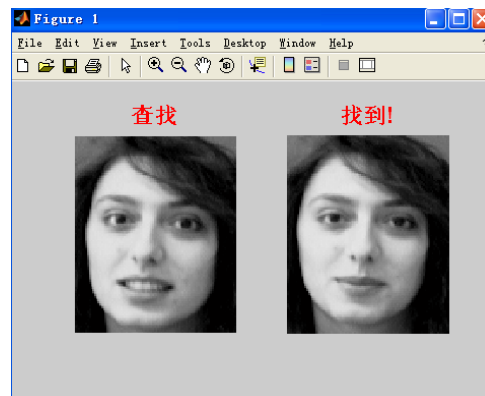 Figure 1
File Edit View Insert Tools Desktop Window Help
查找 找到!